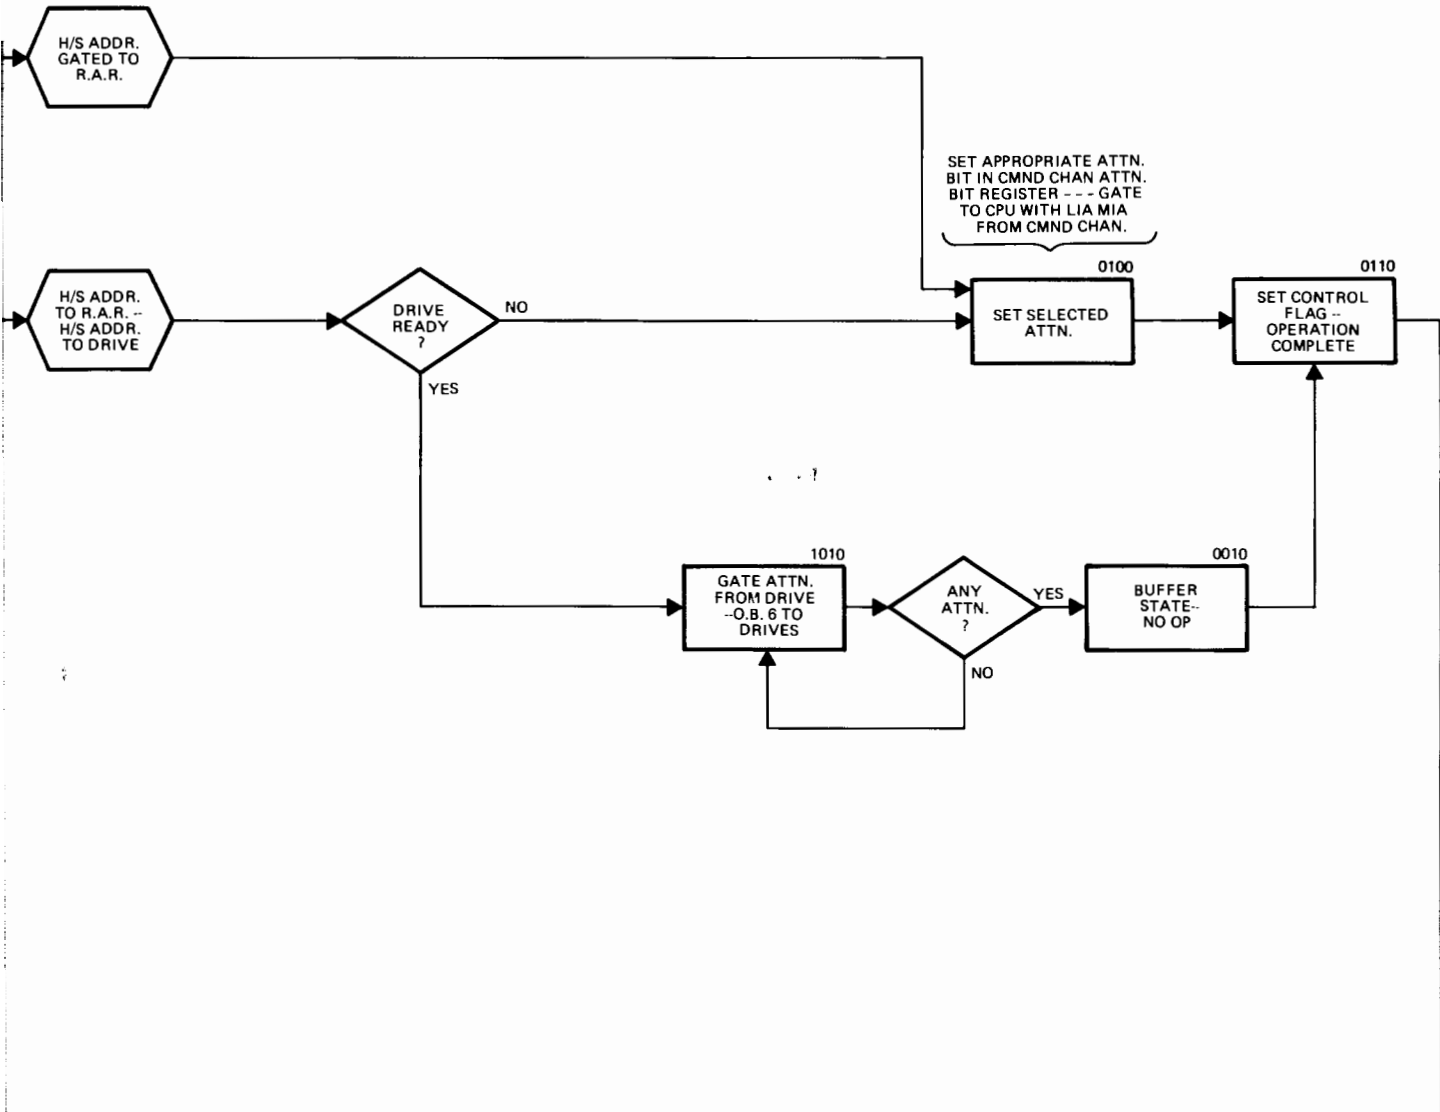 H/S ADDR.
GATED TO
R.A.R.
SET APPROPRIATE ATTN.
BIT IN CMND CHAN ATTN.
BIT REGISTER --- GATE
TO CPU WITH LIA MIA
FROM CMND CHAN.
H/S ADDR.
TO R.A.R. --
H/S ADDR.
TO DRIVE
DRIVE
READY
?
NO
YES
0100
SET SELECTED
ATTN.
0110
SET CONTROL
FLAG --
OPERATION
COMPLETE
1010
GATE ATTN.
FROM DRIVE
--O.B. 6 TO
DRIVES
ANY
ATTN.
?
YES
NO
0010
BUFFER
STATE--
NO OP